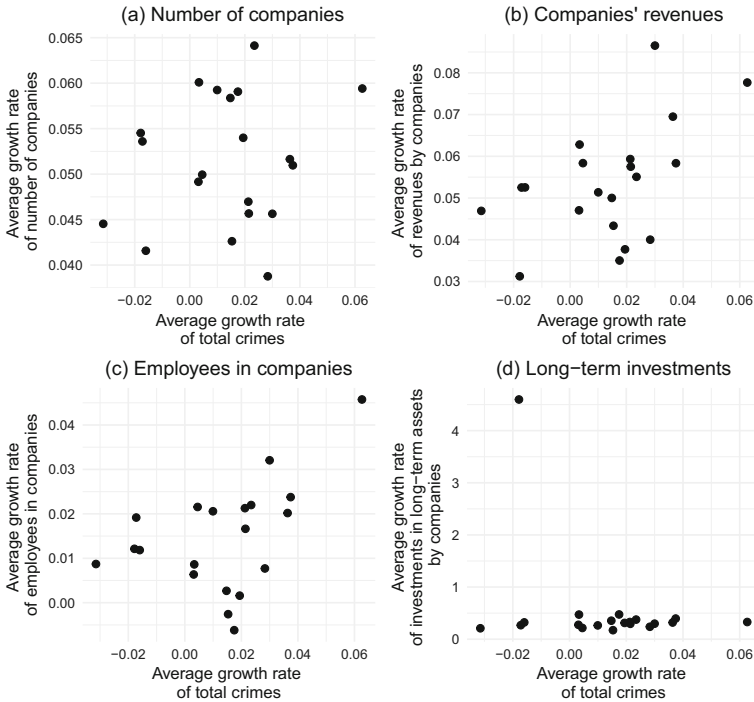 (a) Number of companies
Average growth rate
of number of companies
0.065
0.060
0.055
0.050
0.045
0.040
−0.02 0.00 0.02 0.04 0.06
Average growth rate
of total crimes
(b) Companies' revenues
Average growth rate
of revenues by companies
0.08
0.07
0.06
0.05
0.04
0.03
−0.02 0.00 0.02 0.04 0.06
Average growth rate
of total crimes
(c) Employees in companies
Average growth rate
of employees in companies
0.04
0.03
0.02
0.01
0.00
−0.02 0.00 0.02 0.04 0.06
Average growth rate
of total crimes
(d) Long−term investments
Average growth rate
of investments in long−term assets
by companies
4
3
2
1
0
−0.02 0.00 0.02 0.04 0.06
Average growth rate
of total crimes